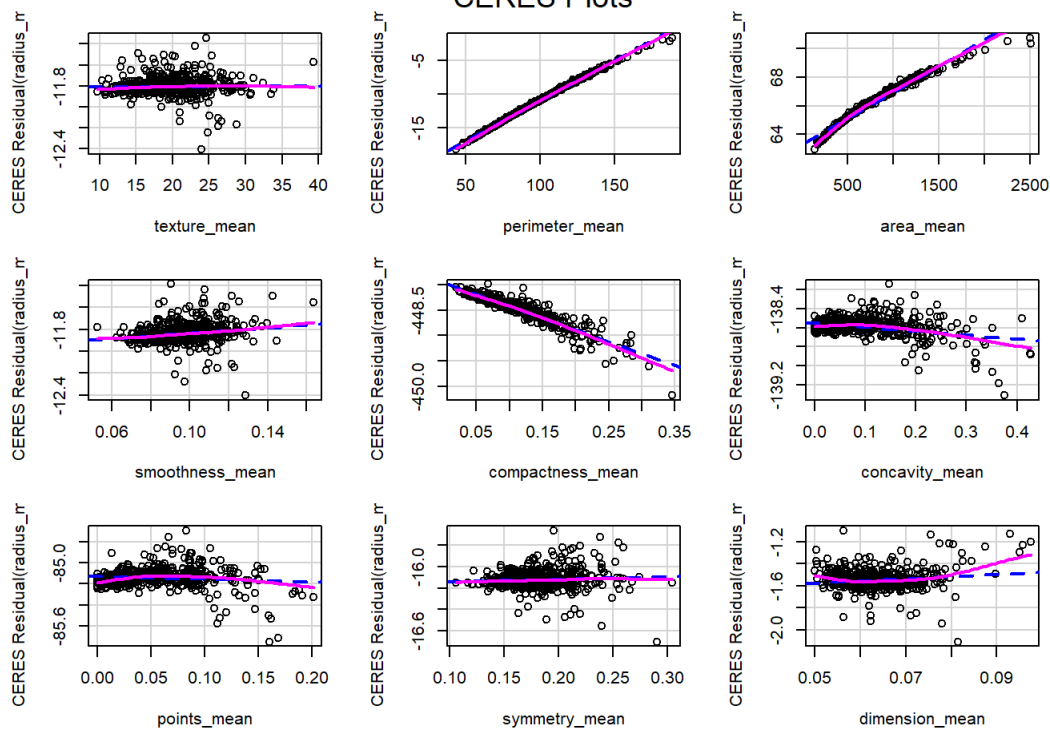 CERES Plots
CERES Residual(radius_m
-11.8
-12.4
10 15 20 25 30 35 40
texture_mean
CERES Residual(radius_m
-5
-15
50 100 150
perimeter_mean
CERES Residual(radius_m
68
64
500 1500 2500
area_mean
CERES Residual(radius_m
-11.8
-12.4
0.06 0.10 0.14
smoothness_mean
CERES Residual(radius_m
-448.5
-450.0
0.05 0.15 0.25 0.35
compactness_mean
CERES Residual(radius_m
-138.4
-139.2
0.0 0.1 0.2 0.3 0.4
concavity_mean
CERES Residual(radius_m
-85.0
-85.6
0.00 0.05 0.10 0.15 0.20
points_mean
CERES Residual(radius_m
-16.0
-16.6
0.10 0.15 0.20 0.25 0.30
symmetry_mean
CERES Residual(radius_m
-1.2
-1.6
-2.0
0.05 0.07 0.09
dimension_mean